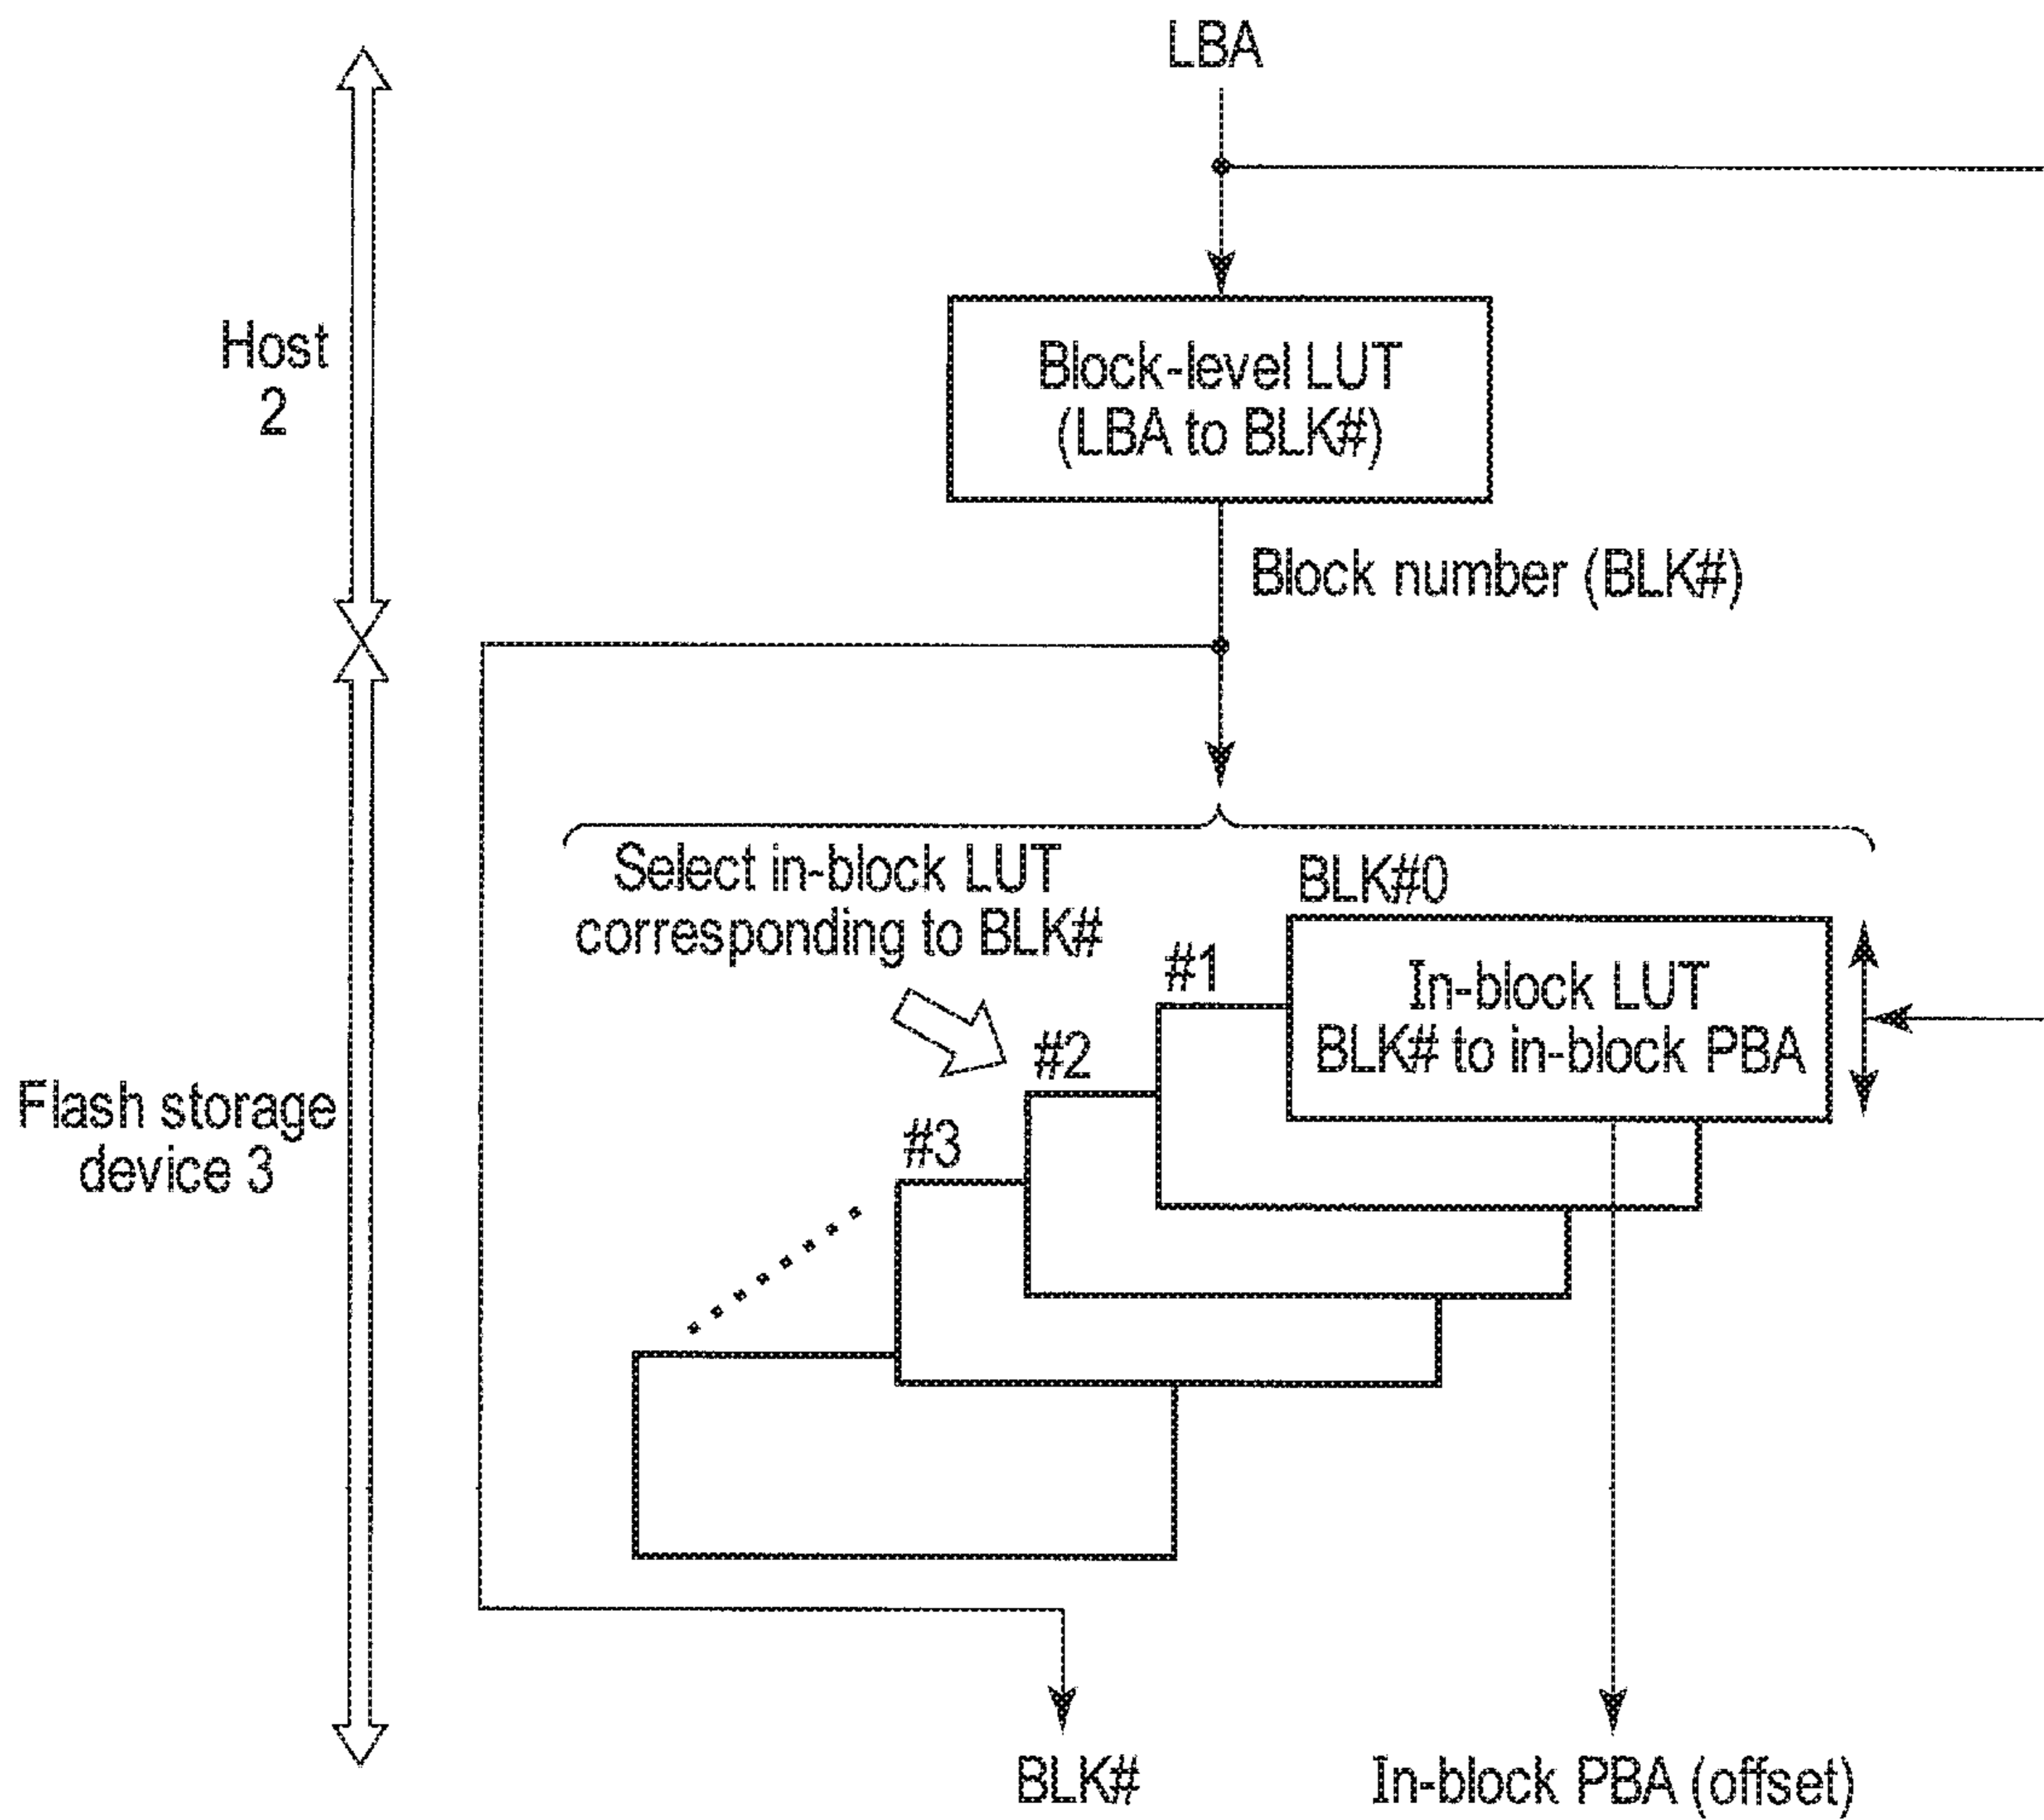 LBA
Host
2
Block-level LUT
(LBA to BLK#)
Block number (BLK#)
Select in-block LUT
corresponding to BLK#
BLK#0
#1
In-block LUT
BLK# to in-block PBA
#2
#3
Flash storage
device 3
BLK#
In-block PBA (offset)